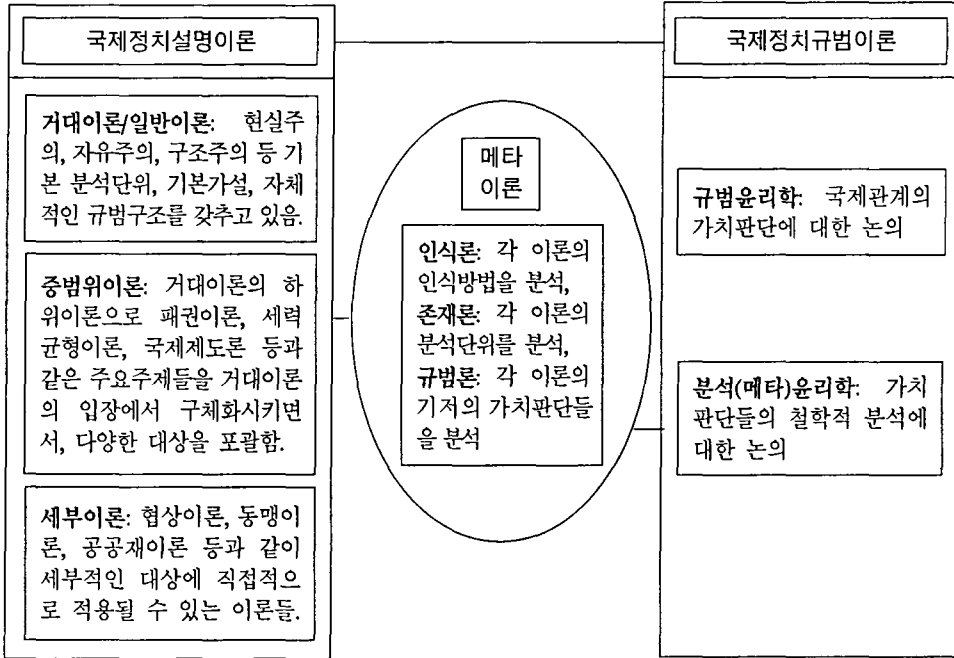 국제정치설명이론
거대이론/일반이론: 현실주
의, 자유주의, 구조주의 등 기
본 분석단위, 기본가설, 자체
적인 규범구조를 갖추고 있음.
중범위이론: 거대이론의 하
위이론으로 패권이론, 세력
균형이론, 국제제도론 등과
같은 주요주제들을 거대이론
의 입장에서 구체화시키면
서, 다양한 대상을 포괄함.
세부이론: 협상이론, 동맹이
론, 공공재이론 등과 같이
세부적인 대상에 직접적으
로 적용될 수 있는 이론들.
메타
이론
인식론: 각 이론의
인식방법을 분석,
존재론: 각 이론의
분석단위를 분석,
규범론: 각 이론의
기저의 가치판단들
을 분석
국제정치규범이론
규범윤리학: 국제관계의
가치판단에 대한 논의
분석(메타)윤리학: 가치
판단들의 철학적 분석에
대한 논의